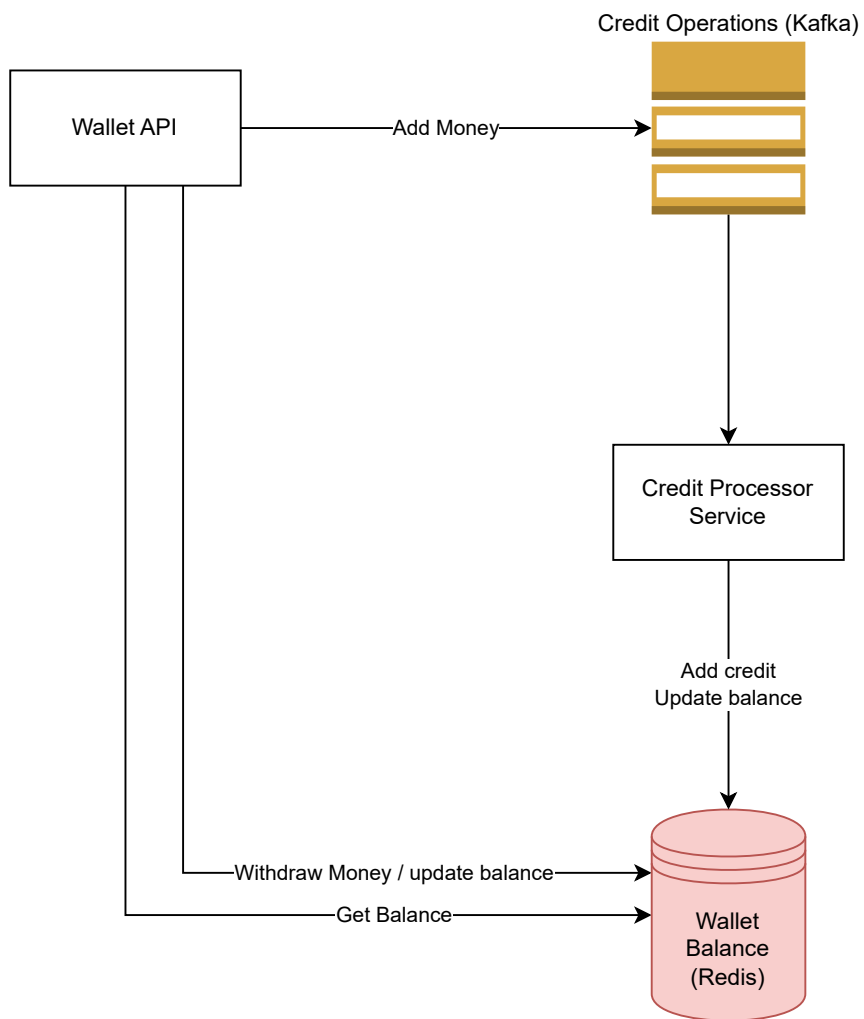 Credit Operations (Kafka)
Wallet API
Add Money
Credit Processor
Service
Add credit
Update balance
Withdraw Money / update balance
Get Balance
Wallet
Balance
(Redis)